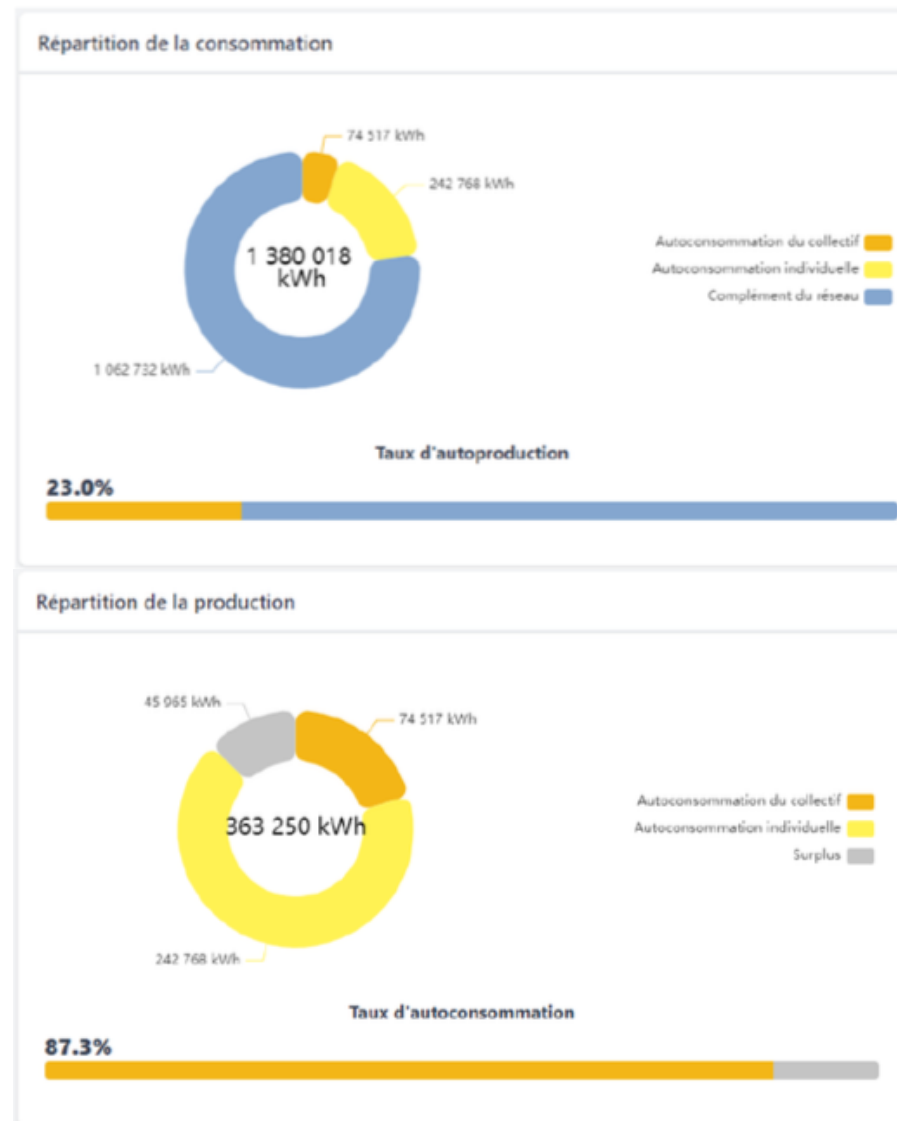 Répartition de la consommation
74 517 kWh
242 768 kWh
1 380 018
kWh
Autoconsommation du collectif
Autoconsommation individuelle
Complément du réseau
1 062 732 kWh
Taux d'autoproduction
23.0%
Répartition de la production
45 965 kWh
74 517 kWh
363 250 kWh
Autoconsommation du collectif
Autoconsommation individuelle
Surplus
242 768 kWh
Taux d'autoconsommation
87.3%